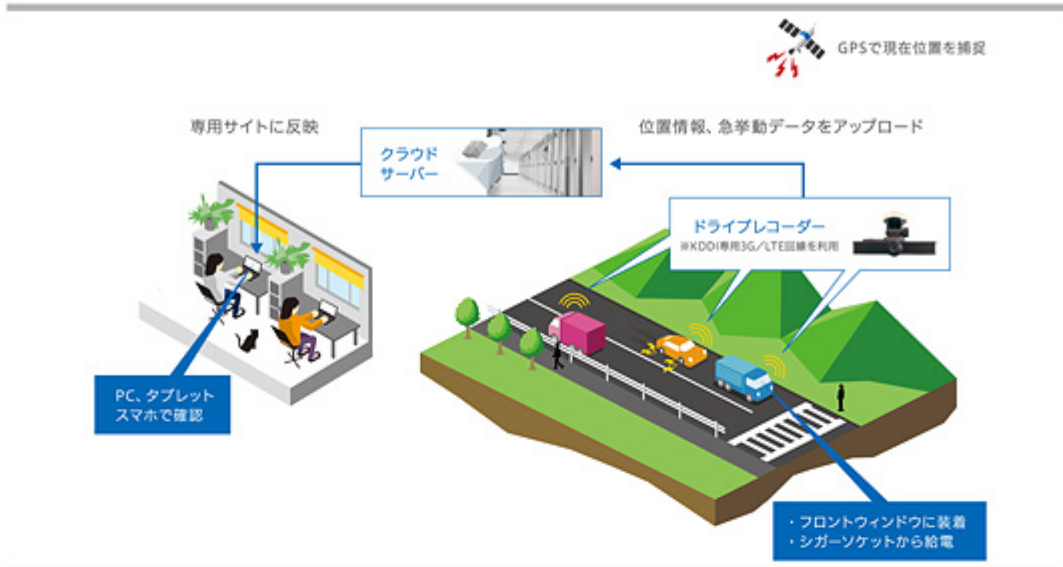 GPSで現在位置を捕捉
専用サイトに反映
位置情報、急挙動データをアップロード
クラウド
サーバー
ドライブレコーダー
※KDDI専用3G／LTE回線を利用
PC、タブレット
スマホで確認
・フロントウィンドウに装着
・シガーソケットから給電